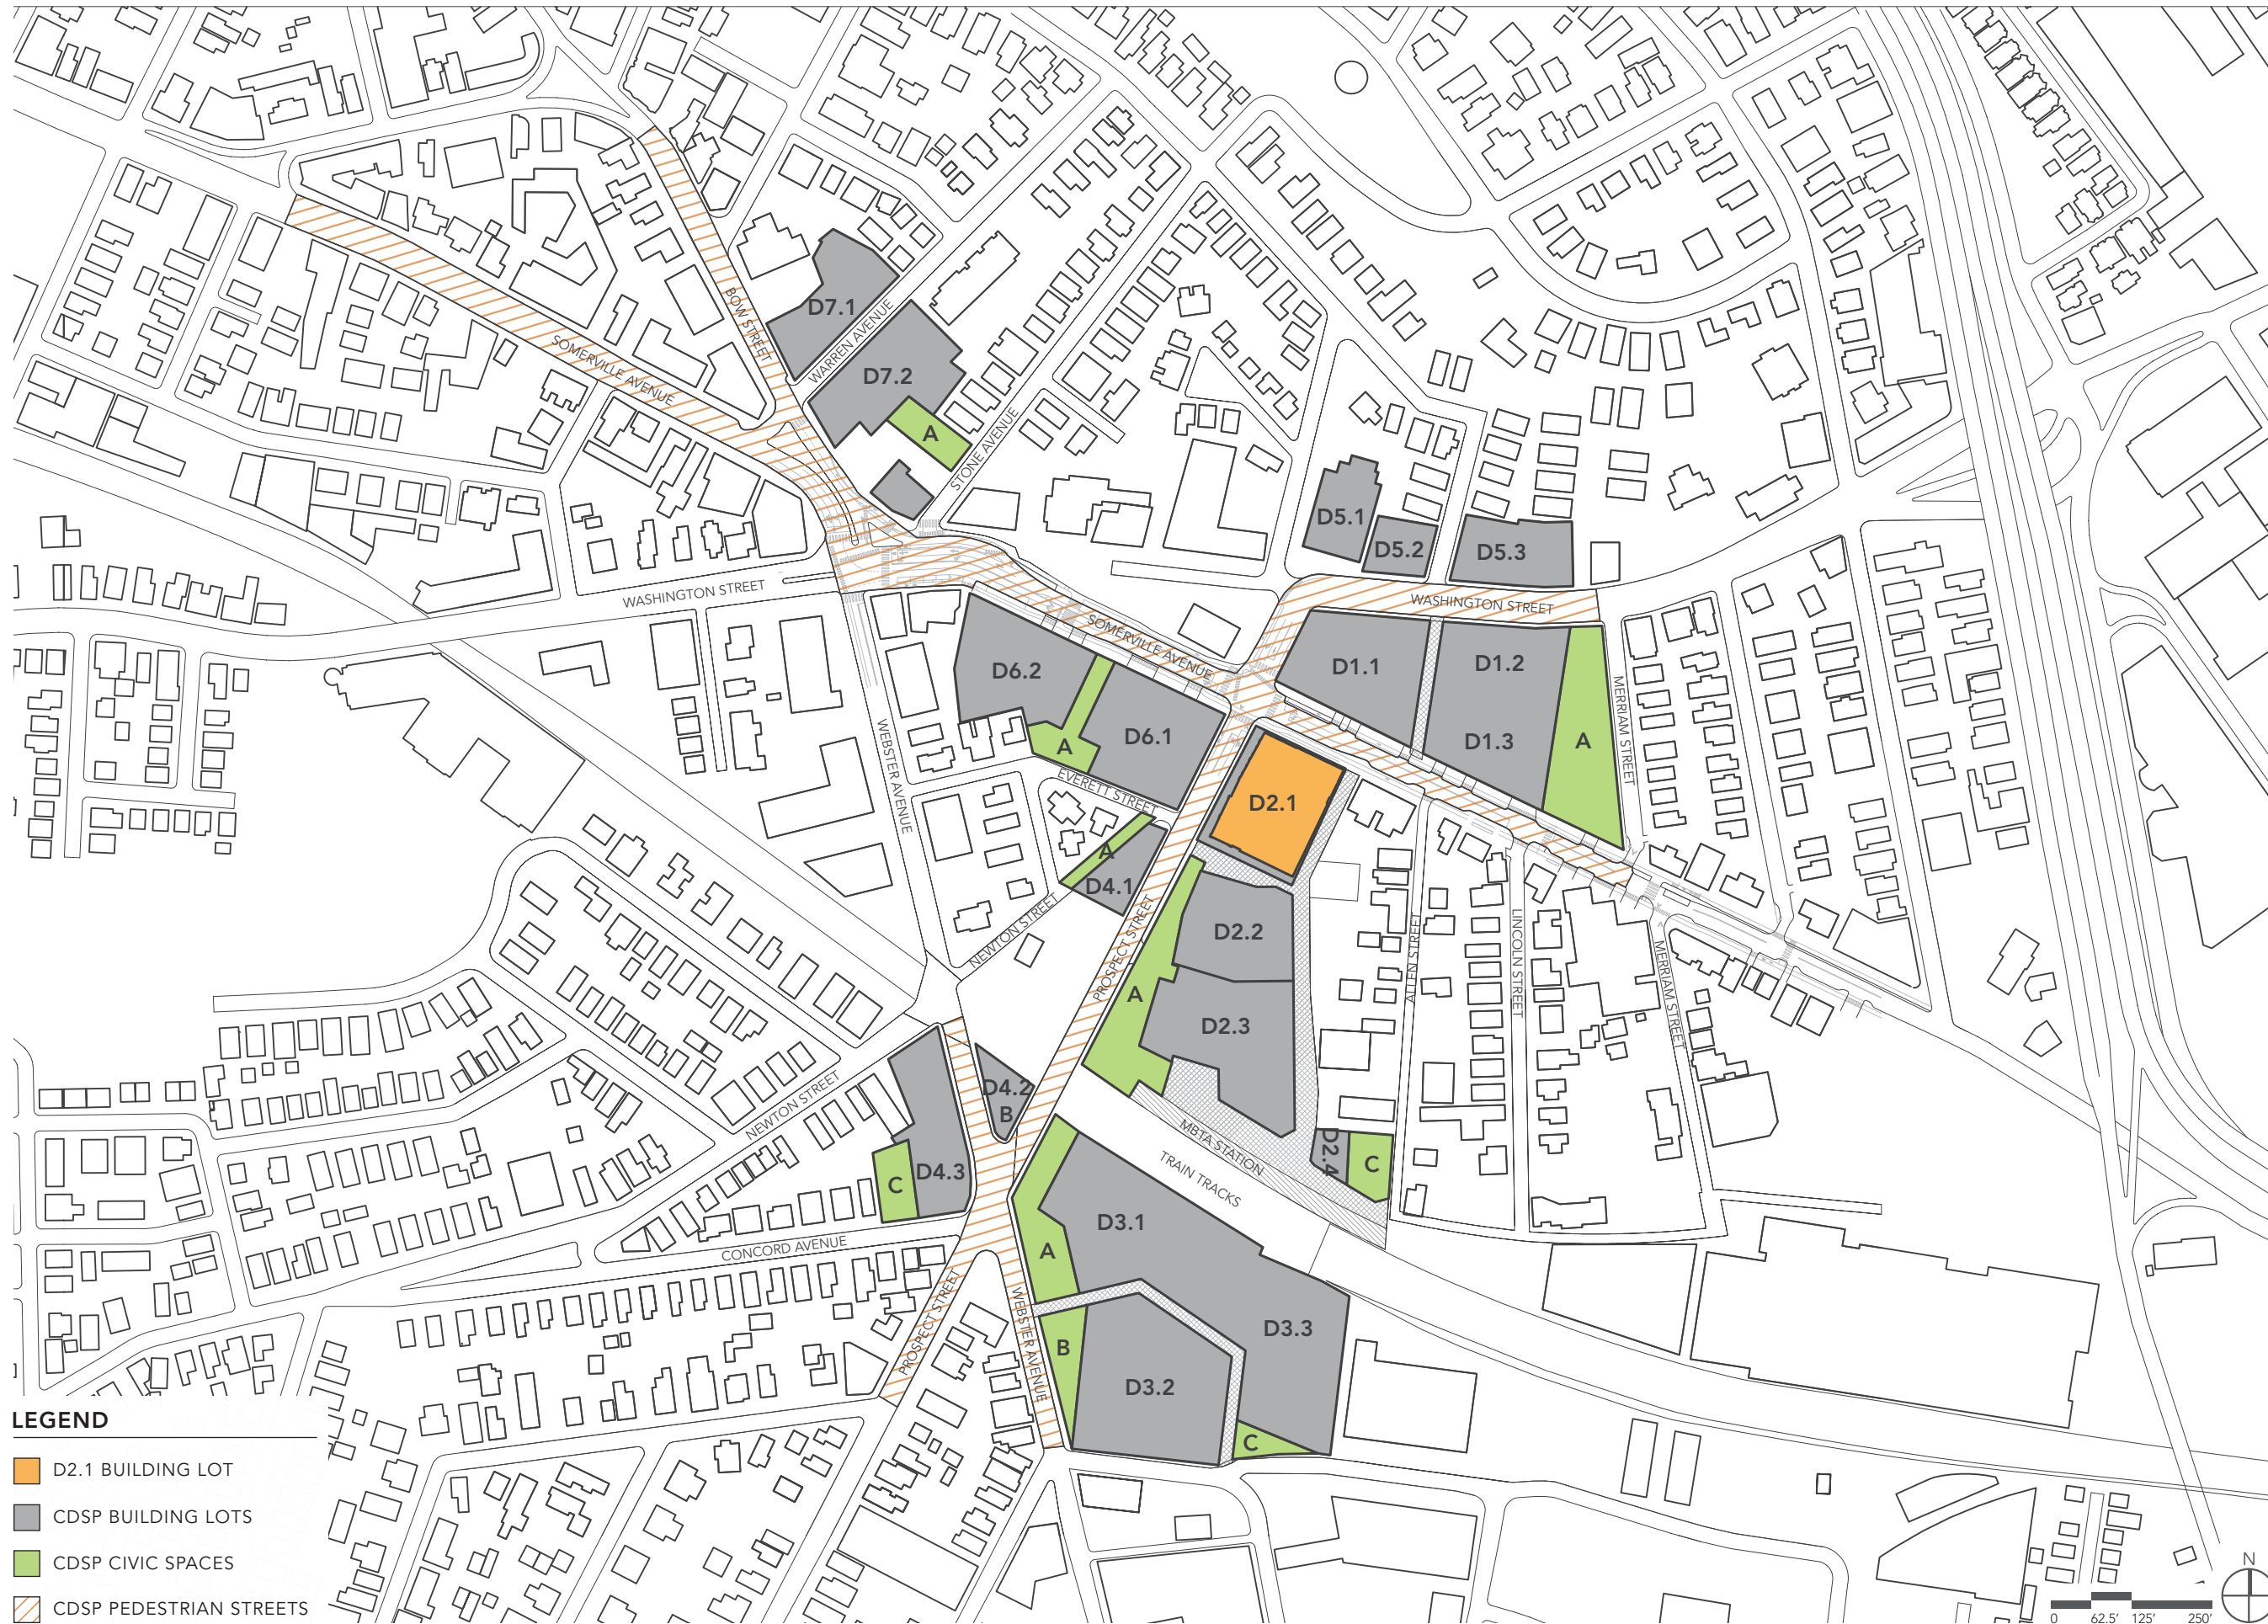 BOW STREET
D7.1
WARREN AVENUE
SOMERVILLE AVENUE
D7.2
A
STONE AVENUE
D5.1
D5.2
D5.3
WASHINGTON STREET
WASHINGTON STREET
SOMERVILLE AVENUE
D6.2
D1.1
D1.2
MERRIAM STREET
D6.1
A
D1.3
A
WEBSTER AVENUE
EVERETT STREET
D2.1
A
D4.1
NEWTON STREET
PROSPECT STREET
D2.2
ALLEN STREET
LINCOLN STREET
MERRIAM STREET
A
D2.3
D4.2
B
NEWTON STREET
MBTA STATION
D2.4
C
D4.3
C
TRAIN TRACKS
D3.1
CONCORD AVENUE
A
PROSPECT STREET
WEBSTER AVENUE
D3.3
B
D3.2
C
LEGEND
D2.1 BUILDING LOT
CDSP BUILDING LOTS
CDSP CIVIC SPACES
CDSP PEDESTRIAN STREETS
N
0 62.5' 125' 250'